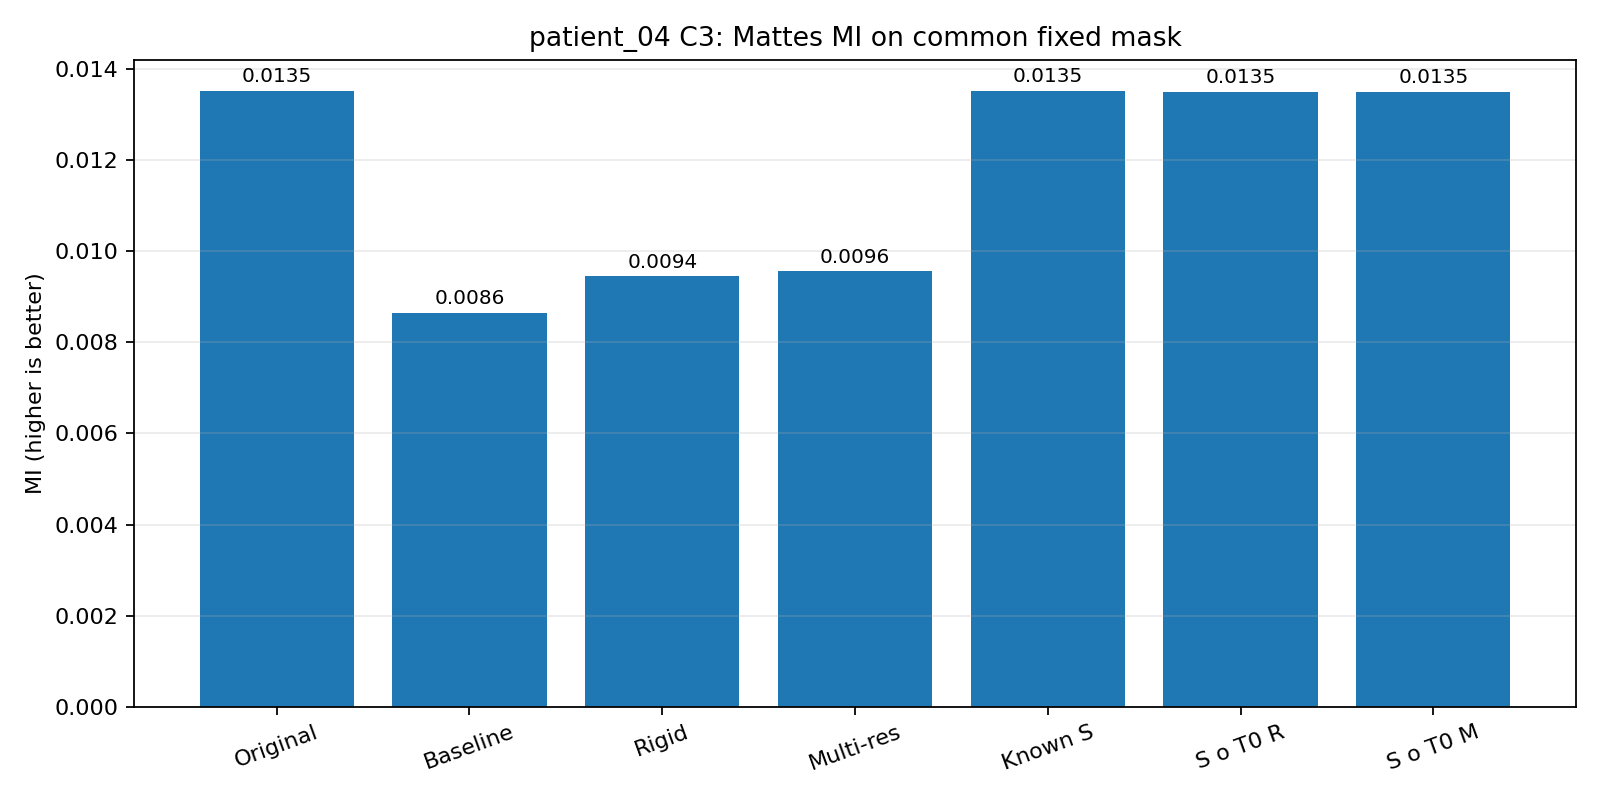 patient_04 C3: Mattes MI on common fixed mask
MI (higher is better)
0.014
0.012
0.010
0.008
0.006
0.004
0.002
0.000
0.0135
0.0086
0.0094
0.0096
0.0135
0.0135
0.0135
Original
Baseline
Rigid
Multi-res
Known S
S o T0 R
S o T0 M